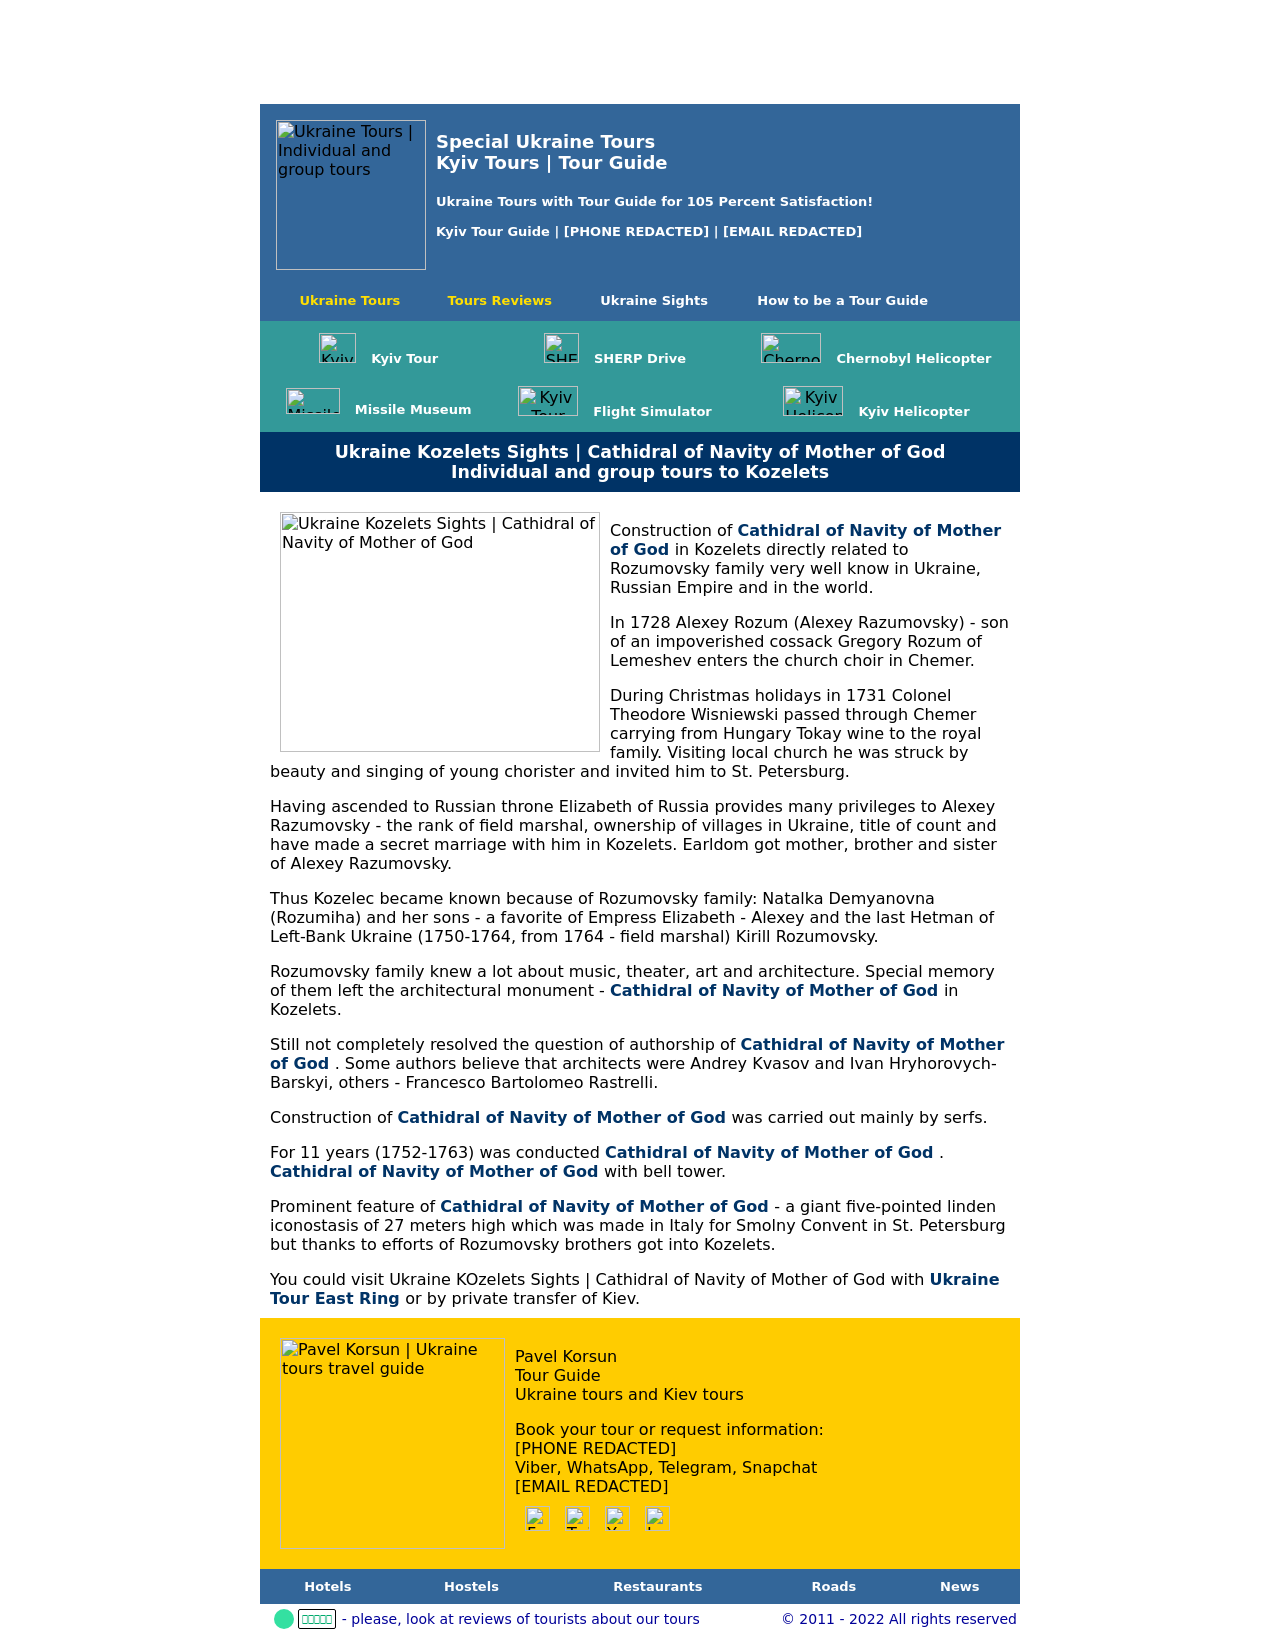 Ukraine Tours |
Individual and
group tours
Special Ukraine Tours
Kyiv Tours | Tour Guide
Ukraine Tours with Tour Guide for 105 Percent Satisfaction!
Kyiv Tour Guide | [PHONE REDACTED] | [EMAIL REDACTED]
Ukraine Tours Tours Reviews Ukraine Sights How to be a Tour Guide
Kyiv Kyiv Tour SHE SHERP Drive Cherno Chernobyl Helicopter
Missile Missile Museum Kyiv Tour Flight Simulator Kyiv Kyiv Helicopter
Ukraine Kozelets Sights | Cathidral of Navity of Mother of God
Individual and group tours to Kozelets
Ukraine Kozelets Sights | Cathidral of
Navity of Mother of God
Construction of Cathidral of Navity of Mother
of God in Kozelets directly related to
Rozumovsky family very well know in Ukraine,
Russian Empire and in the world.
In 1728 Alexey Rozum (Alexey Razumovsky) - son
of an impoverished cossack Gregory Rozum of
Lemeshev enters the church choir in Chemer.
During Christmas holidays in 1731 Colonel
Theodore Wisniewski passed through Chemer
carrying from Hungary Tokay wine to the royal
family. Visiting local church he was struck by
beauty and singing of young chorister and invited him to St. Petersburg.
Having ascended to Russian throne Elizabeth of Russia provides many privileges to Alexey
Razumovsky - the rank of field marshal, ownership of villages in Ukraine, title of count and
have made a secret marriage with him in Kozelets. Earldom got mother, brother and sister
of Alexey Razumovsky.
Thus Kozelec became known because of Rozumovsky family: Natalka Demyanovna
(Rozumiha) and her sons - a favorite of Empress Elizabeth - Alexey and the last Hetman of
Left-Bank Ukraine (1750-1764, from 1764 - field marshal) Kirill Rozumovsky.
Rozumovsky family knew a lot about music, theater, art and architecture. Special memory
of them left the architectural monument - Cathidral of Navity of Mother of God in
Kozelets.
Still not completely resolved the question of authorship of Cathidral of Navity of Mother
of God . Some authors believe that architects were Andrey Kvasov and Ivan Hryhorovych-
Barskyi, others - Francesco Bartolomeo Rastrelli.
Construction of Cathidral of Navity of Mother of God was carried out mainly by serfs.
For 11 years (1752-1763) was conducted Cathidral of Navity of Mother of God .
Cathidral of Navity of Mother of God with bell tower.
Prominent feature of Cathidral of Navity of Mother of God - a giant five-pointed linden
iconostasis of 27 meters high which was made in Italy for Smolny Convent in St. Petersburg
but thanks to efforts of Rozumovsky brothers got into Kozelets.
You could visit Ukraine KOzelets Sights | Cathidral of Navity of Mother of God with Ukraine
Tour East Ring or by private transfer of Kiev.
Pavel Korsun | Ukraine
tours travel guide
Pavel Korsun
Tour Guide
Ukraine tours and Kiev tours
Book your tour or request information:
[PHONE REDACTED]
Viber, WhatsApp, Telegram, Snapchat
[EMAIL REDACTED]
Hotels Hostels Restaurants Roads News
- please, look at reviews of tourists about our tours © 2011 - 2022 All rights reserved